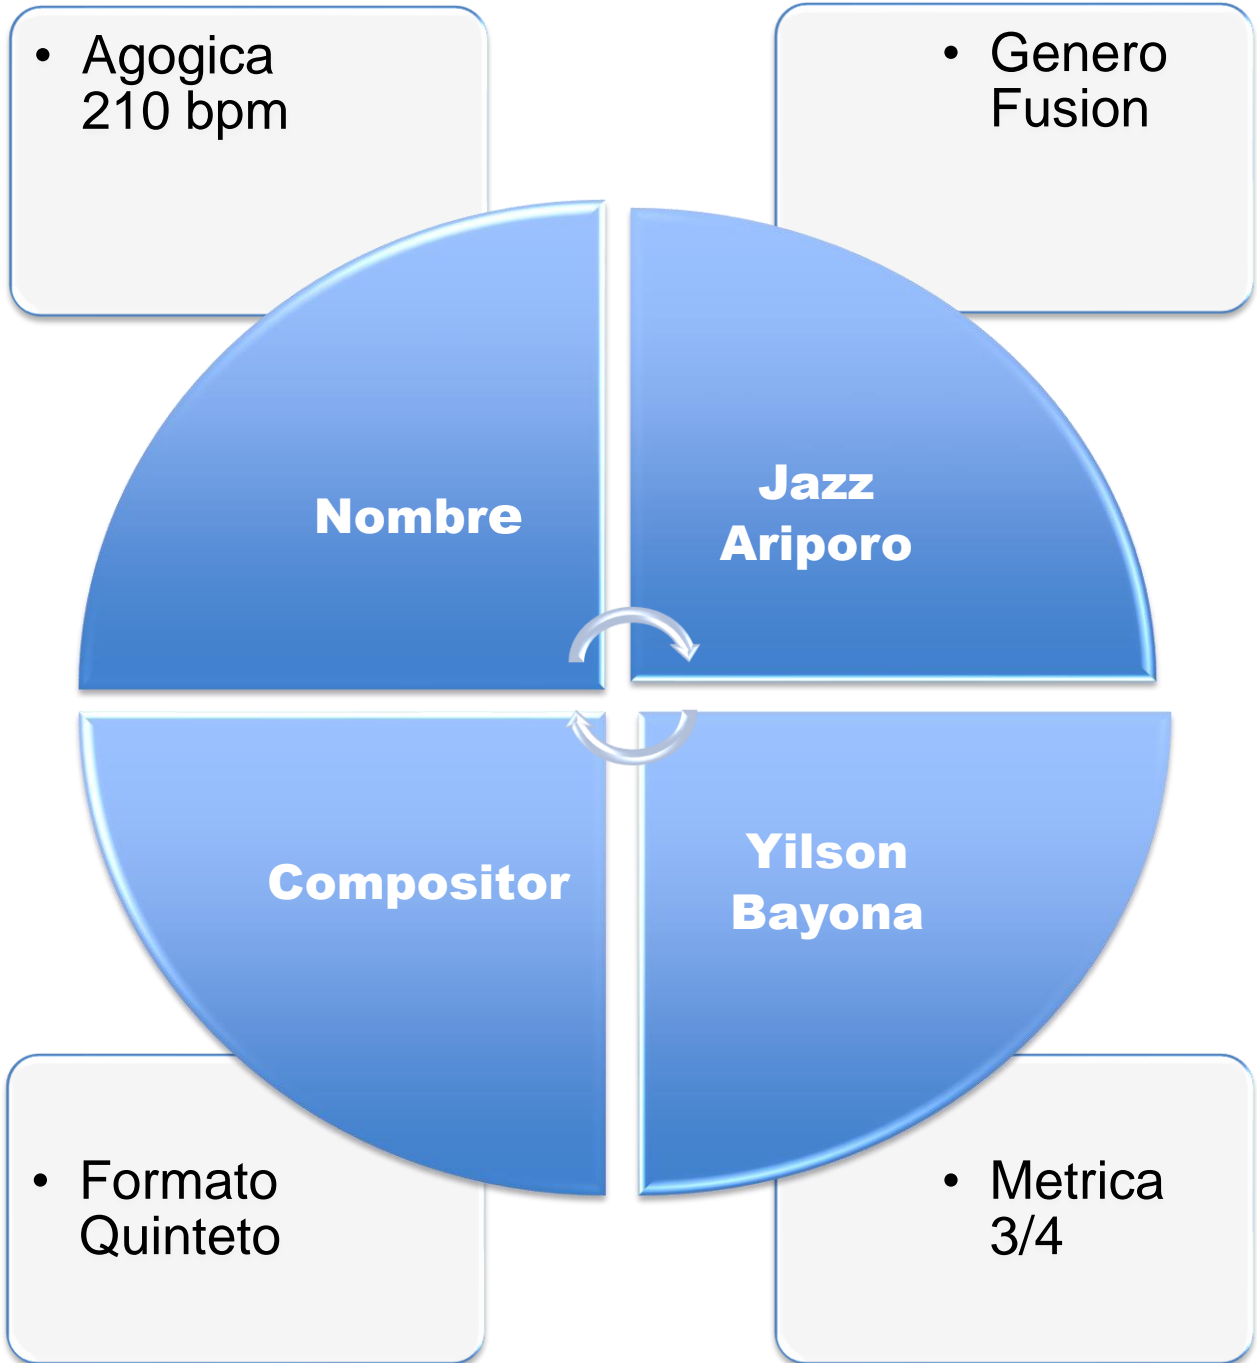 • Agogica
210 bpm
• Genero
Fusion
Nombre
Jazz
Ariporo
Compositor
Yilson
Bayona
• Formato
Quinteto
• Metrica
3/4